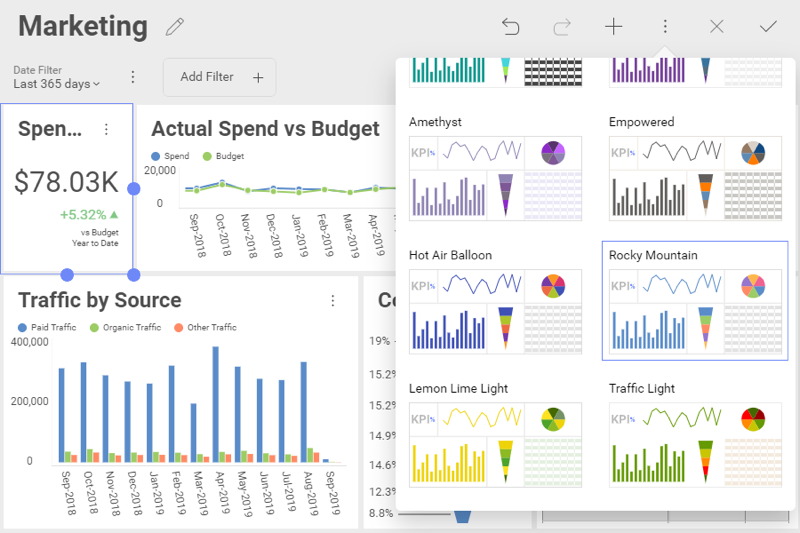 Marketing
Date Filter
Last 365 days
Add Filter
Spen...
$78.03K
+5.32%
vs Budget
Year to Date
Actual Spend vs Budget
Spend
Budget
20,000
0
Sep-2018
Oct-2018
Nov-2018
Dec-2018
Jan-2019
Feb-2019
Mar-2019
Apr-2019
Traffic by Source
Paid Traffic
Organic Traffic
Other Traffic
400,000
200,000
0
Sep-2018
Oct-2018
Nov-2018
Dec-2018
Jan-2019
Feb-2019
Mar-2019
Apr-2019
May-2019
Jun-2019
Jul-2019
Aug-2019
Sep-2019
Co
19%
15.2%
15.2%
14.9%
14.6%
12.3%
8.8%
Amethyst
KPI%
Empowered
KPI%
Hot Air Balloon
KPI%
Rocky Mountain
KPI%
Lemon Lime Light
KPI%
Traffic Light
KPI%